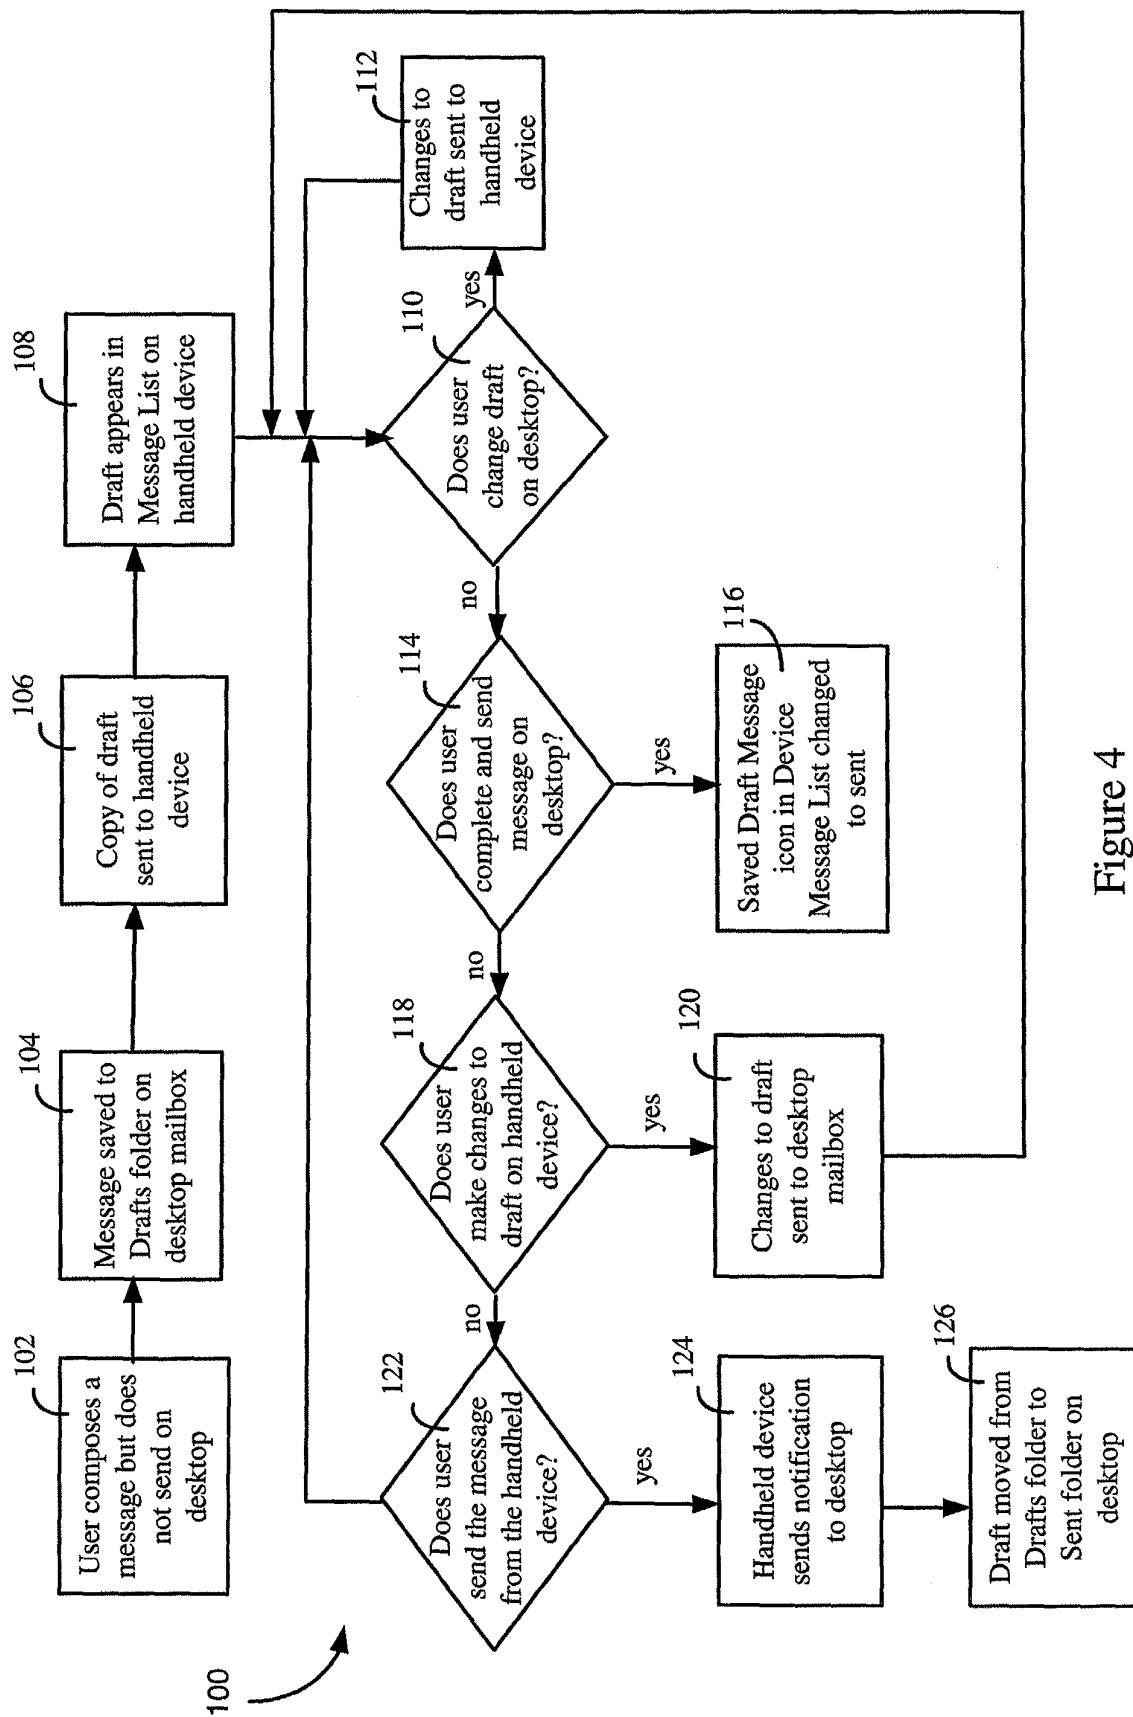 100
102
User composes a
message but does
not send on
desktop
104
Message saved to
Drafts folder on
desktop mailbox
106
Copy of draft
sent to handheld
device
108
Draft appears in
Message List on
handheld device
110
Does user
change draft
on desktop?
yes
112
Changes to
draft sent to
handheld
device
no
114
Does user
complete and send
message on
desktop?
yes
116
Saved Draft Message
icon in Device
Message List changed
to sent
no
118
Does user
make changes to
draft on handheld
device?
yes
120
Changes to draft
sent to desktop
mailbox
no
122
Does user
send the message
from the handheld
device?
yes
124
Handheld device
sends notification
to desktop
126
Draft moved from
Drafts folder to
Sent folder on
desktop
Figure 4